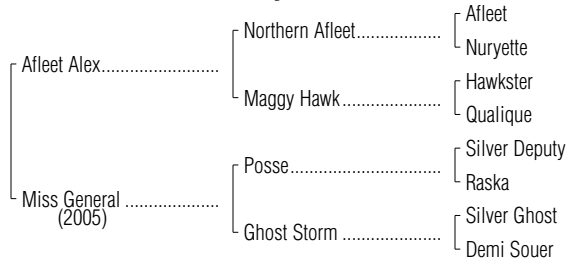 Afleet
Northern Afleet..................
Nuryette
Afleet Alex.........................
Hawkster
Maggy Hawk.....................
Qualique
Silver Deputy
Posse................................
Raska
Miss General ....................
(2005)
Silver Ghost
Ghost Storm .....................
Demi Souer